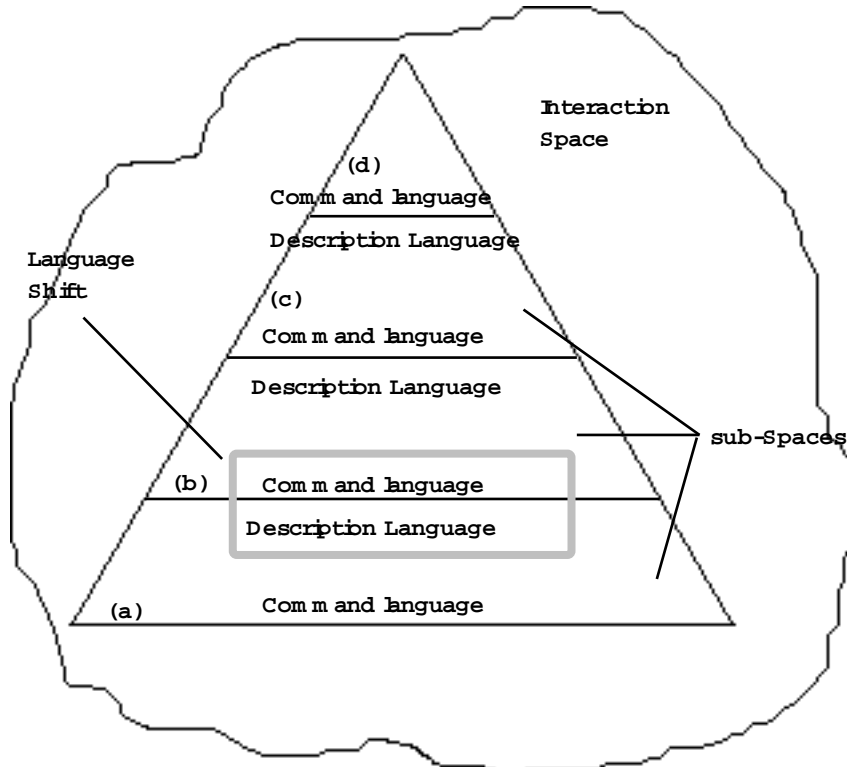 Interaction
Space
(d)
Command language
Description Language
Language
Shift
(c)
Command language
Description Language
sub-Spaces
(b)
Command language
Description Language
(a)
Command language